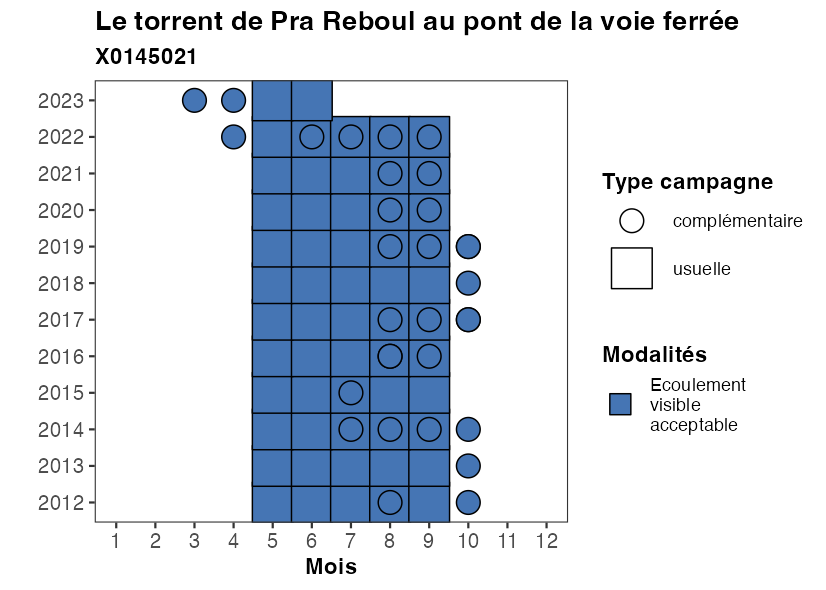 Le torrent de Pra Reboul au pont de la voie ferrée
X0145021
2023
2022
2021
2020
2019
2018
2017
2016
2015
2014
2013
2012
1 2 3 4 5 6 7 8 9 10 11 12
Mois
Type campagne
complémentaire
usuelle
Modalités
Ecoulement
visible
acceptable